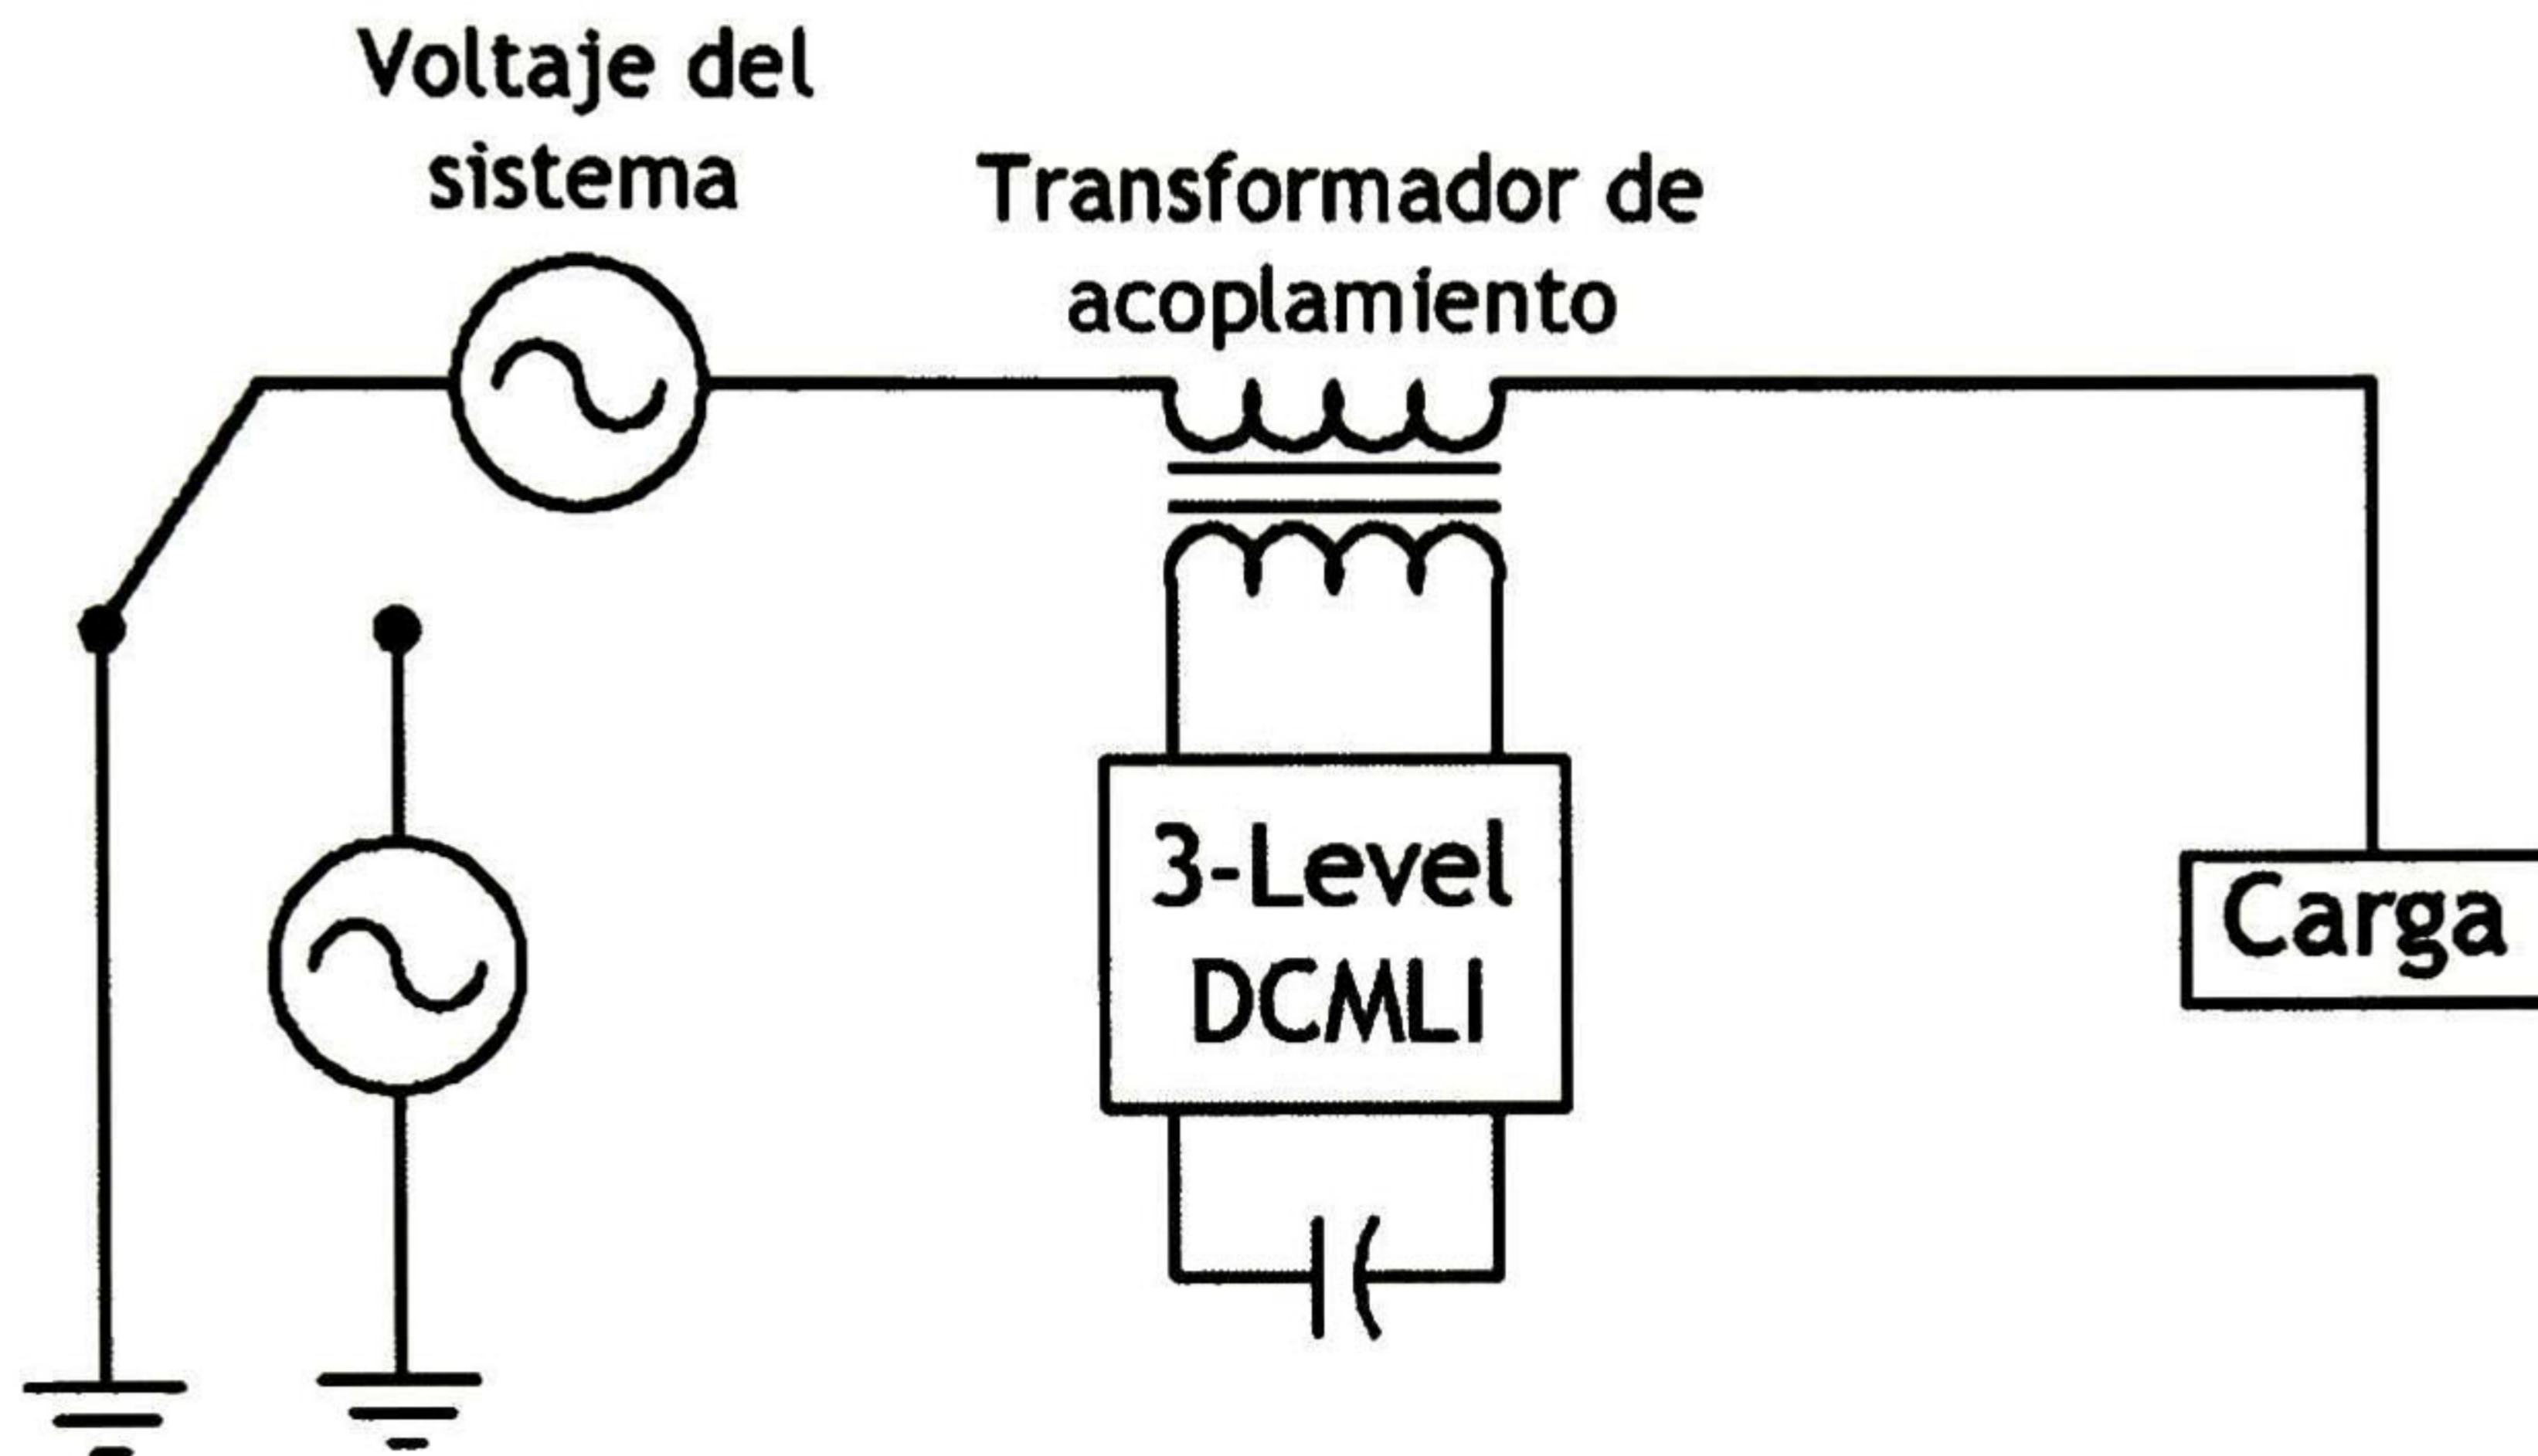 Voltaje del
sistema
Transformador de
acoplamiento
3-Level
DCMLI
Carga